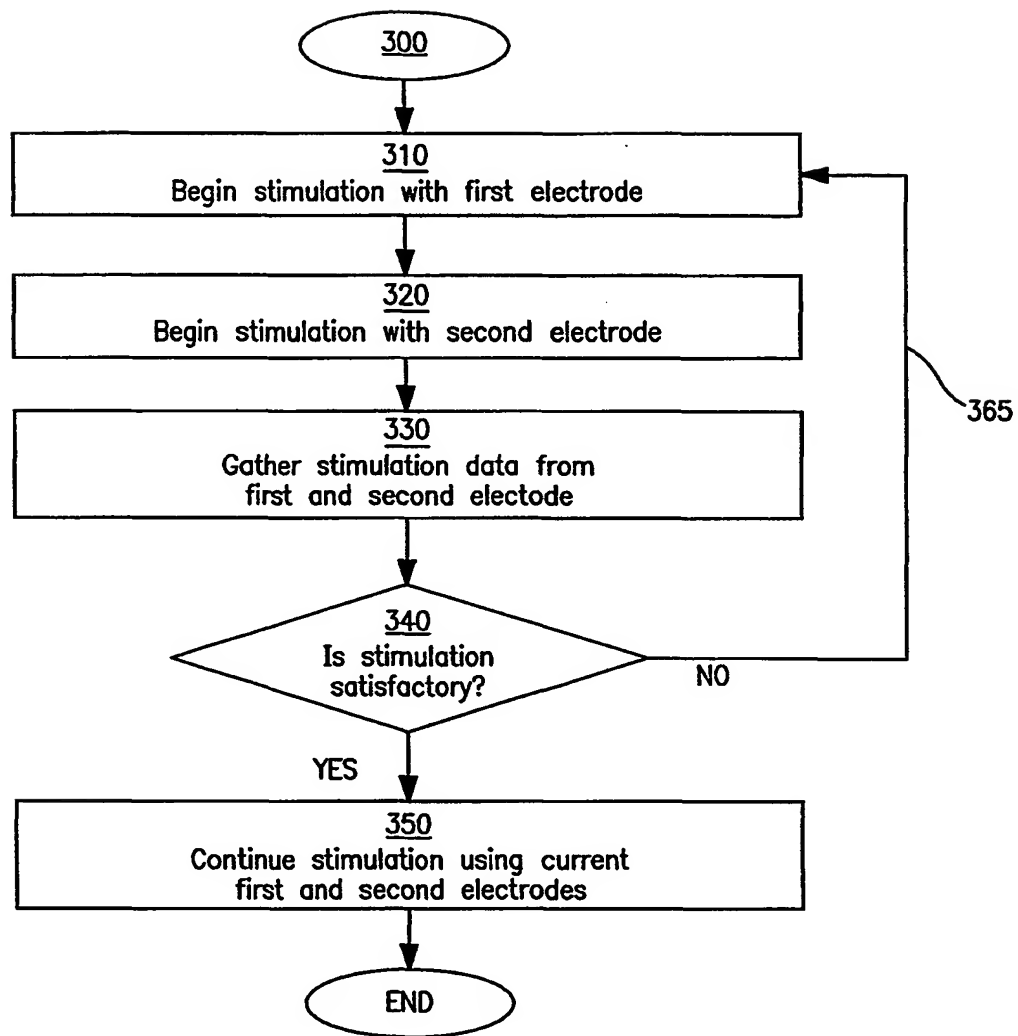 300
310
Begin stimulation with first electrode
320
Begin stimulation with second electrode
330
Gather stimulation data from
first and second electode
340
Is stimulation
satisfactory?
NO
365
YES
350
Continue stimulation using current
first and second electrodes
END